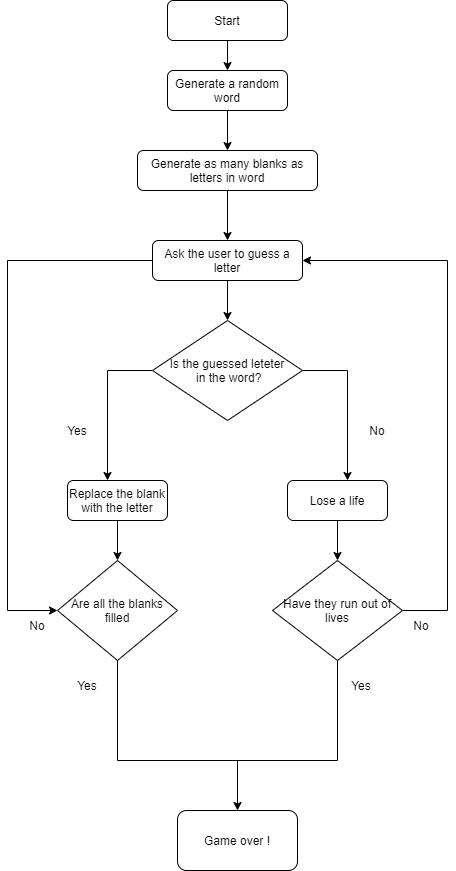 Start
Generate a random
word
Generate as many blanks as
letters in word
Ask the user to guess a
letter
Is the guessed leteter
in the word?
Yes
No
Replace the blank
with the letter
Lose a life
Are all the blanks
filled
Have they run out of
lives
No
No
Yes
Yes
Game over !